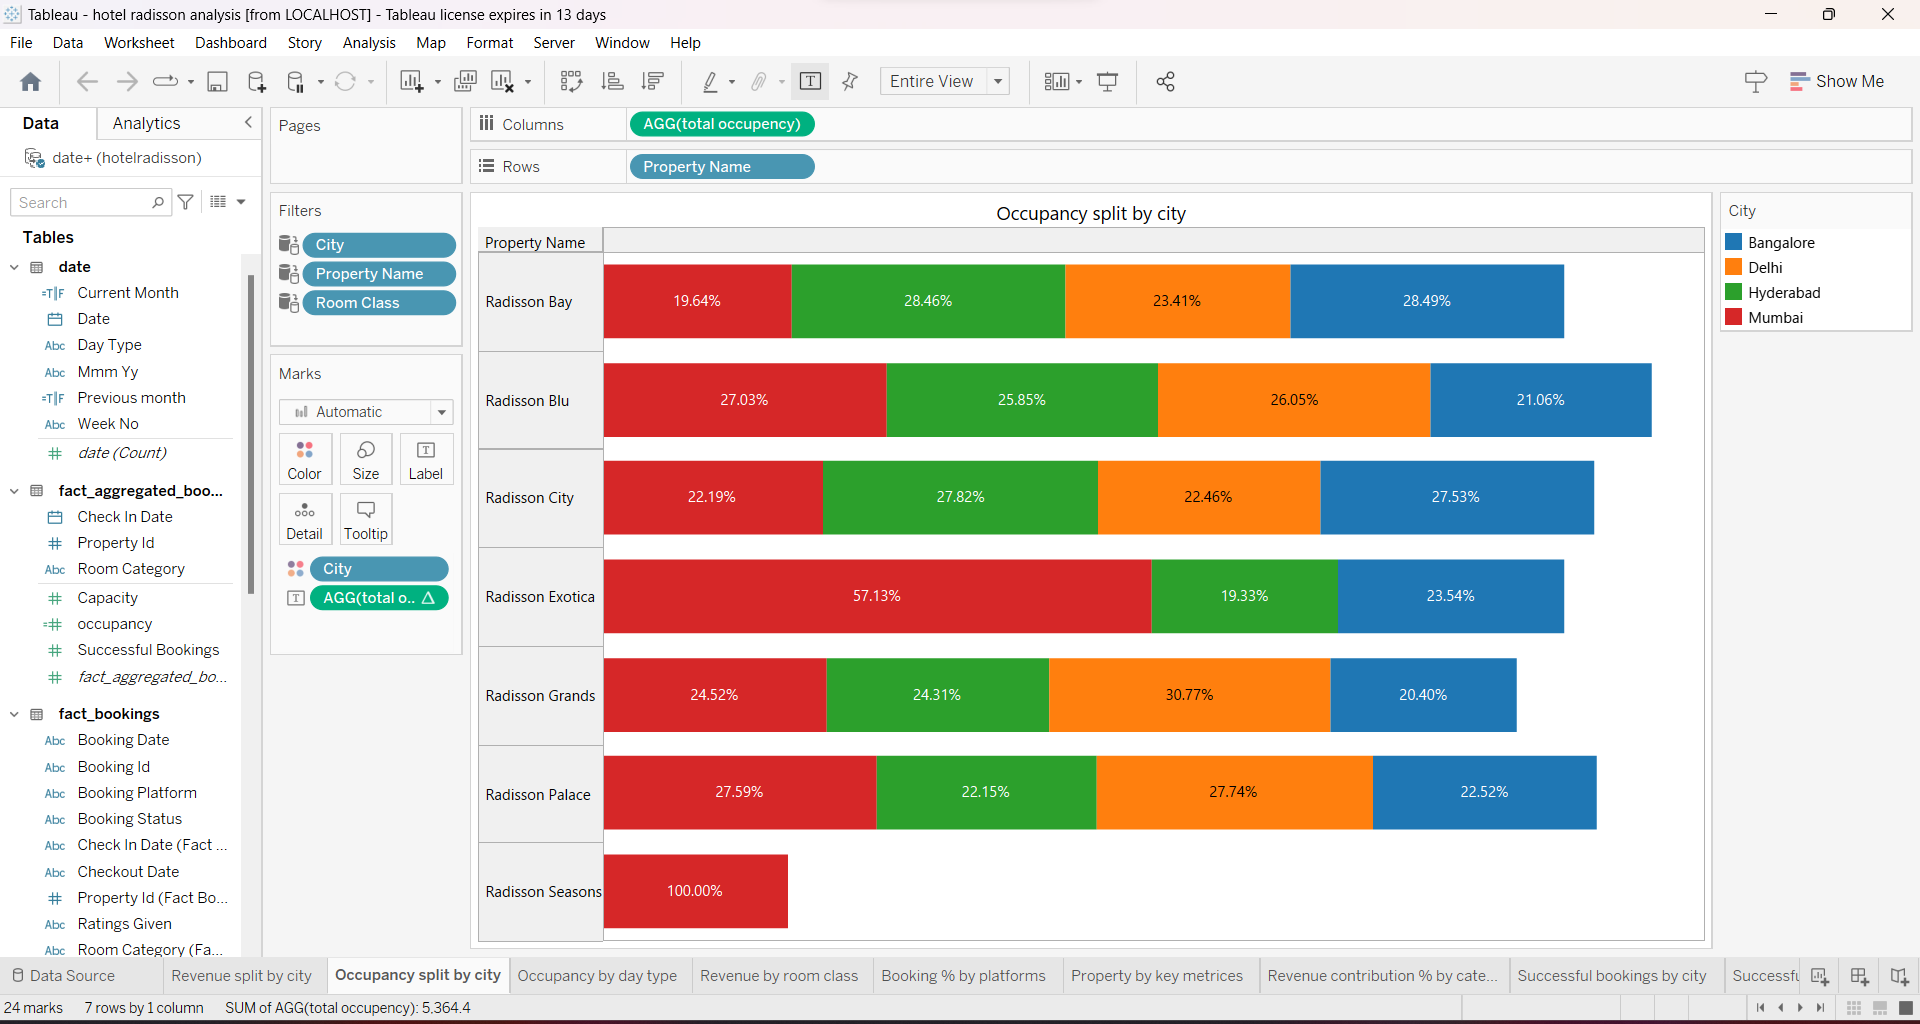 Tableau - hotel radisson analysis [from LOCALHOST] - Tableau license expires in 13 days
File Data Worksheet Dashboard Story Analysis Map Format Server Window Help
Entire View
Show Me
Data Analytics
date+ (hotelradisson)
Search
Tables
date
=T|F Current Month
Date
Abc Day Type
Abc Mmm Yy
=T|F Previous month
Abc Week No
# date (Count)
fact_aggregated_boo...
Check In Date
# Property Id
Abc Room Category
# Capacity
=# occupancy
# Successful Bookings
# fact_aggregated_bo...
fact_bookings
Abc Booking Date
Abc Booking Id
Abc Booking Platform
Abc Booking Status
Abc Check In Date (Fact ...
Abc Checkout Date
# Property Id (Fact Bo...
Abc Ratings Given
Abc Room Category (Fa...
Pages
Filters
City
Property Name
Room Class
Marks
Automatic
Color Size Label
Detail Tooltip
City
AGG(total o.. △
Columns AGG(total occupency)
Rows Property Name
Occupancy split by city
Property Name
Radisson Bay 19.64% 28.46% 23.41% 28.49%
Radisson Blu 27.03% 25.85% 26.05% 21.06%
Radisson City 22.19% 27.82% 22.46% 27.53%
Radisson Exotica 57.13% 19.33% 23.54%
Radisson Grands 24.52% 24.31% 30.77% 20.40%
Radisson Palace 27.59% 22.15% 27.74% 22.52%
Radisson Seasons 100.00%
City
Bangalore
Delhi
Hyderabad
Mumbai
Data Source Revenue split by city Occupancy split by city Occupancy by day type Revenue by room class Booking % by platforms Property by key metrices Revenue contribution % by cate... Successful bookings by city Successfu
24 marks 7 rows by 1 column SUM of AGG(total occupency): 5,364.4